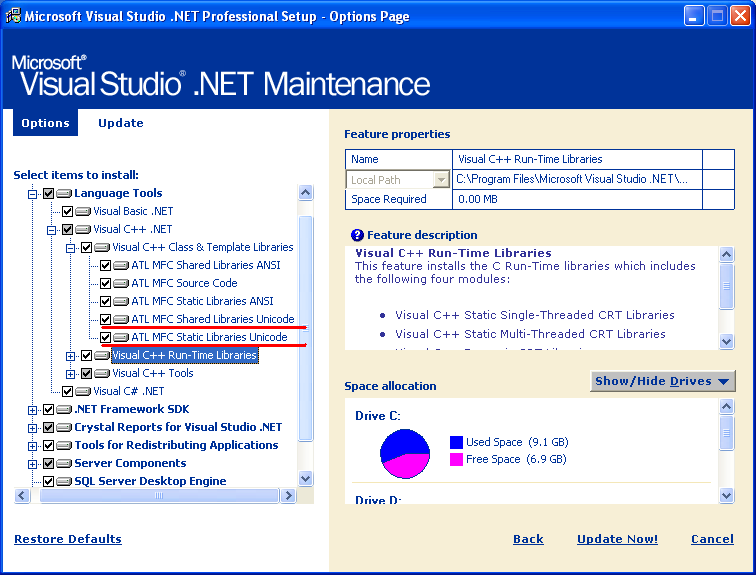 Microsoft Visual Studio .NET Professional Setup - Options Page
Microsoft®
Visual Studio® .NET Maintenance
Options Update
Select items to install:
Language Tools
Visual Basic .NET
Visual C++ .NET
Visual C++ Class & Template Libraries
ATL MFC Shared Libraries ANSI
ATL MFC Source Code
ATL MFC Static Libraries ANSI
ATL MFC Shared Libraries Unicode
ATL MFC Static Libraries Unicode
Visual C++ Run-Time Libraries
Visual C++ Tools
Visual C# .NET
.NET Framework SDK
Crystal Reports for Visual Studio .NET
Tools for Redistributing Applications
Server Components
SQL Server Desktop Engine
Restore Defaults
Feature properties
Name Visual C++ Run-Time Libraries
Local Path C:\Program Files\Microsoft Visual Studio .NET\...
Space Required 0.00 MB
Feature description
Visual C++ Run-Time Libraries
This feature installs the C Run-Time libraries which includes
the following four modules:
• Visual C++ Static Single-Threaded CRT Libraries
• Visual C++ Static Multi-Threaded CRT Libraries
Space allocation
Show/Hide Drives
Drive C:
Used Space (9.1 GB)
Free Space (6.9 GB)
Drive D:
Back Update Now! Cancel